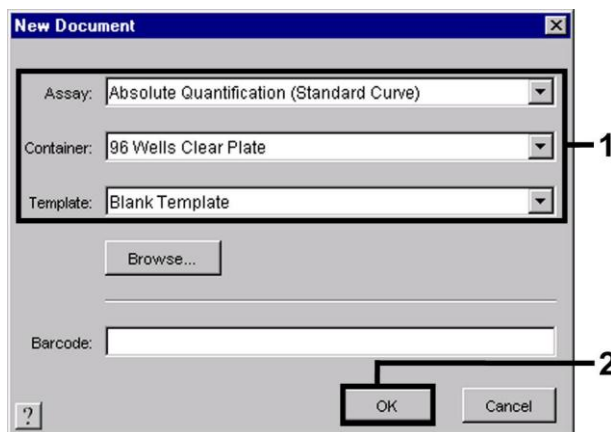 New Document
Assay: Absolute Quantification (Standard Curve)
Container: 96 Wells Clear Plate
1
Template: Blank Template
Browse...
Barcode:
2
? OK Cancel